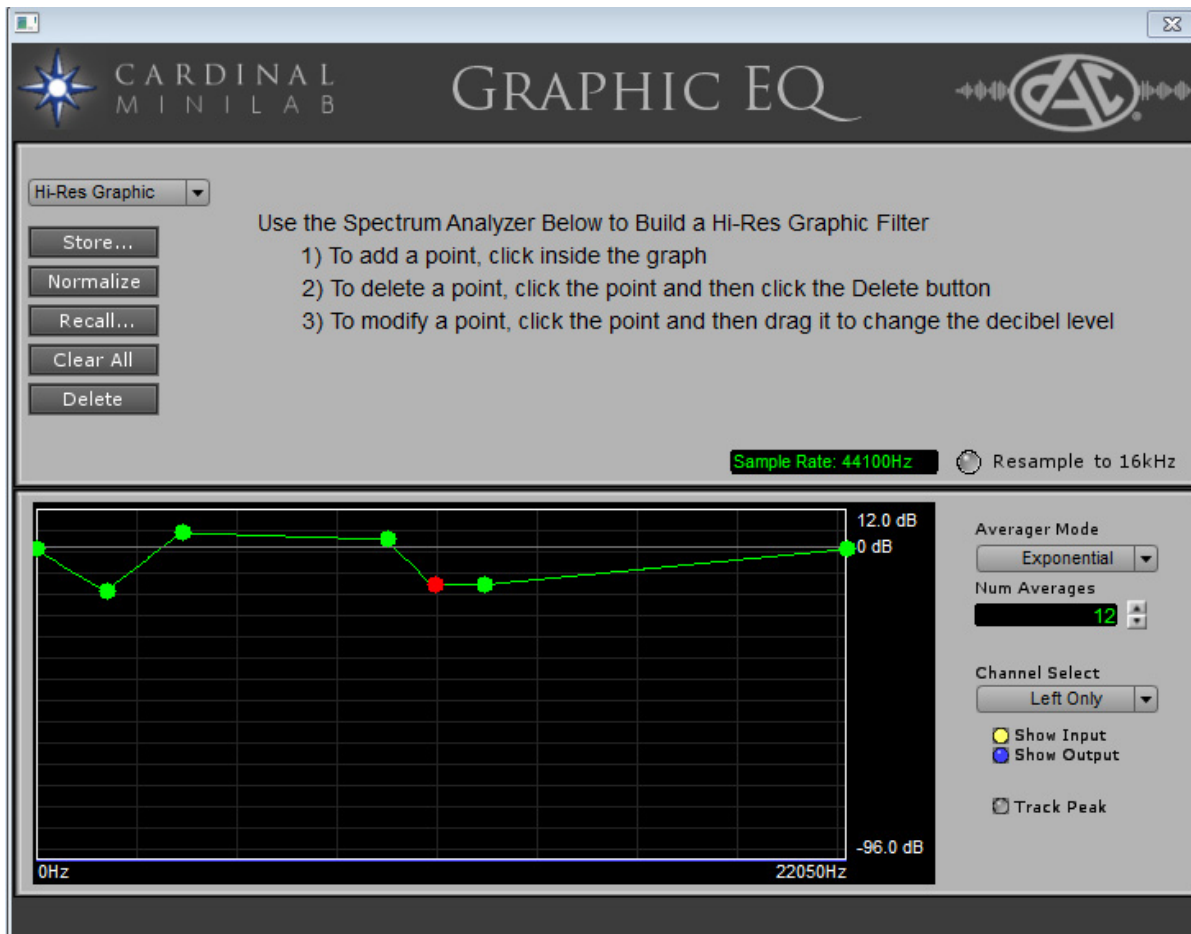 CARDINAL
MINILAB
GRAPHIC EQ
DAC
Hi-Res Graphic
Store...
Normalize
Recall...
Clear All
Delete
Use the Spectrum Analyzer Below to Build a Hi-Res Graphic Filter
1) To add a point, click inside the graph
2) To delete a point, click the point and then click the Delete button
3) To modify a point, click the point and then drag it to change the decibel level
Sample Rate: 44100Hz
Resample to 16kHz
12.0 dB
0 dB
-96.0 dB
0Hz
22050Hz
Averager Mode
Exponential
Num Averages
12
Channel Select
Left Only
Show Input
Show Output
Track Peak